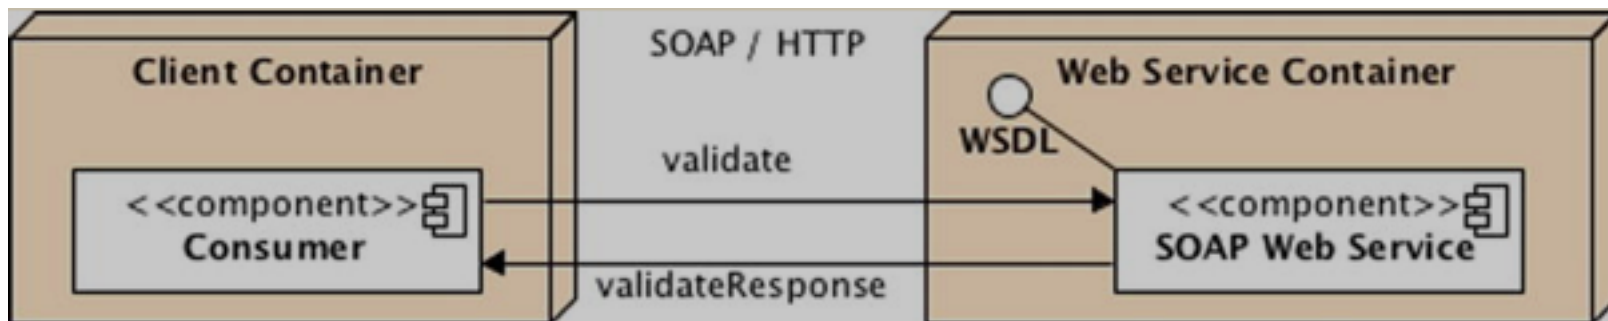 Client Container
SOAP / HTTP
Web Service Container
WSDL
validate
<<component>>
Consumer
<<component>>
SOAP Web Service
validateResponse